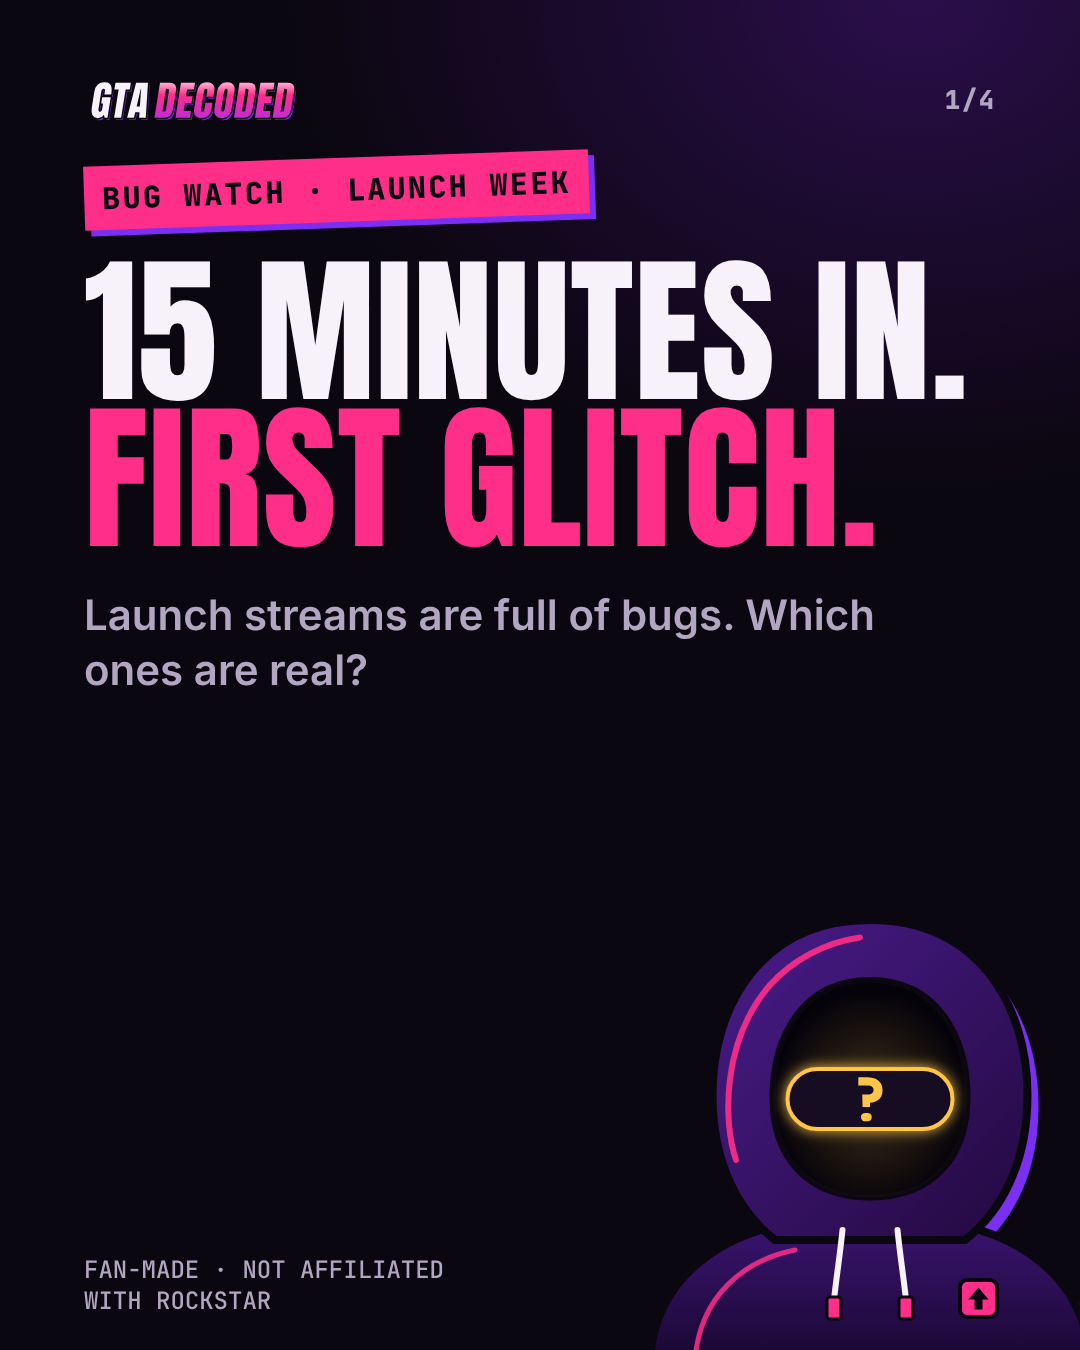 GTA DECODED
1/4
BUG WATCH · LAUNCH WEEK
15 MINUTES IN.
FIRST GLITCH.
Launch streams are full of bugs. Which
ones are real?
?
FAN-MADE · NOT AFFILIATED
WITH ROCKSTAR